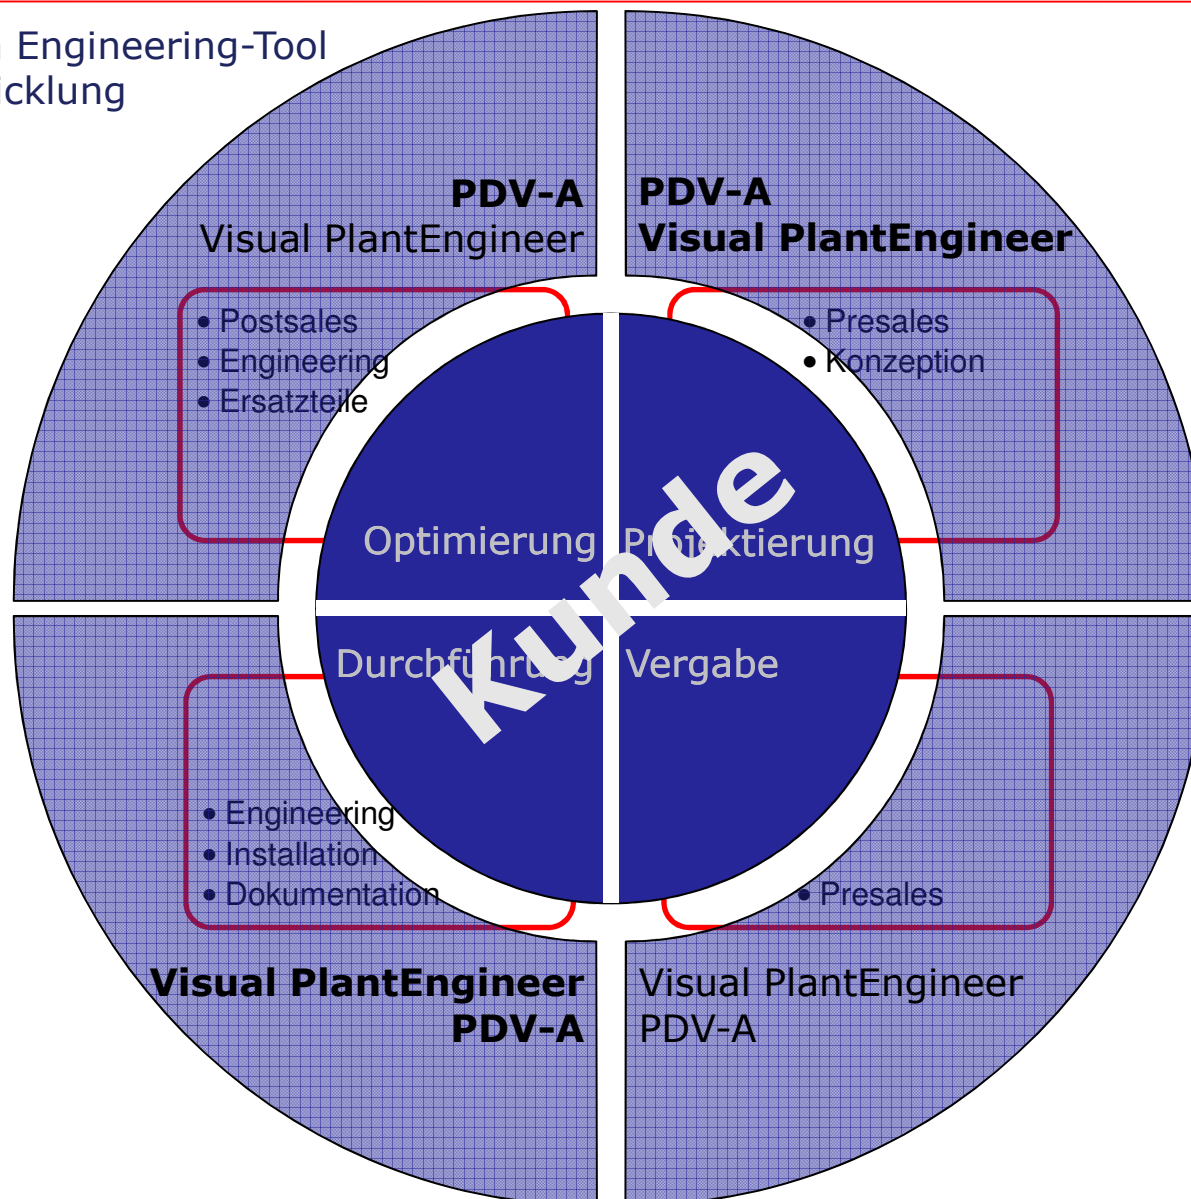 Engineering-Tool
icklung
PDV-A
Visual PlantEngineer
• Postsales
• Engineering
• Ersatzteile
PDV-A
Visual PlantEngineer
• Presales
• Konzeption
Optimierung
Projektierung
Kunde
Durchführung
Vergabe
• Engineering
• Installation
• Dokumentation
Visual PlantEngineer
PDV-A
• Presales
Visual PlantEngineer
PDV-A